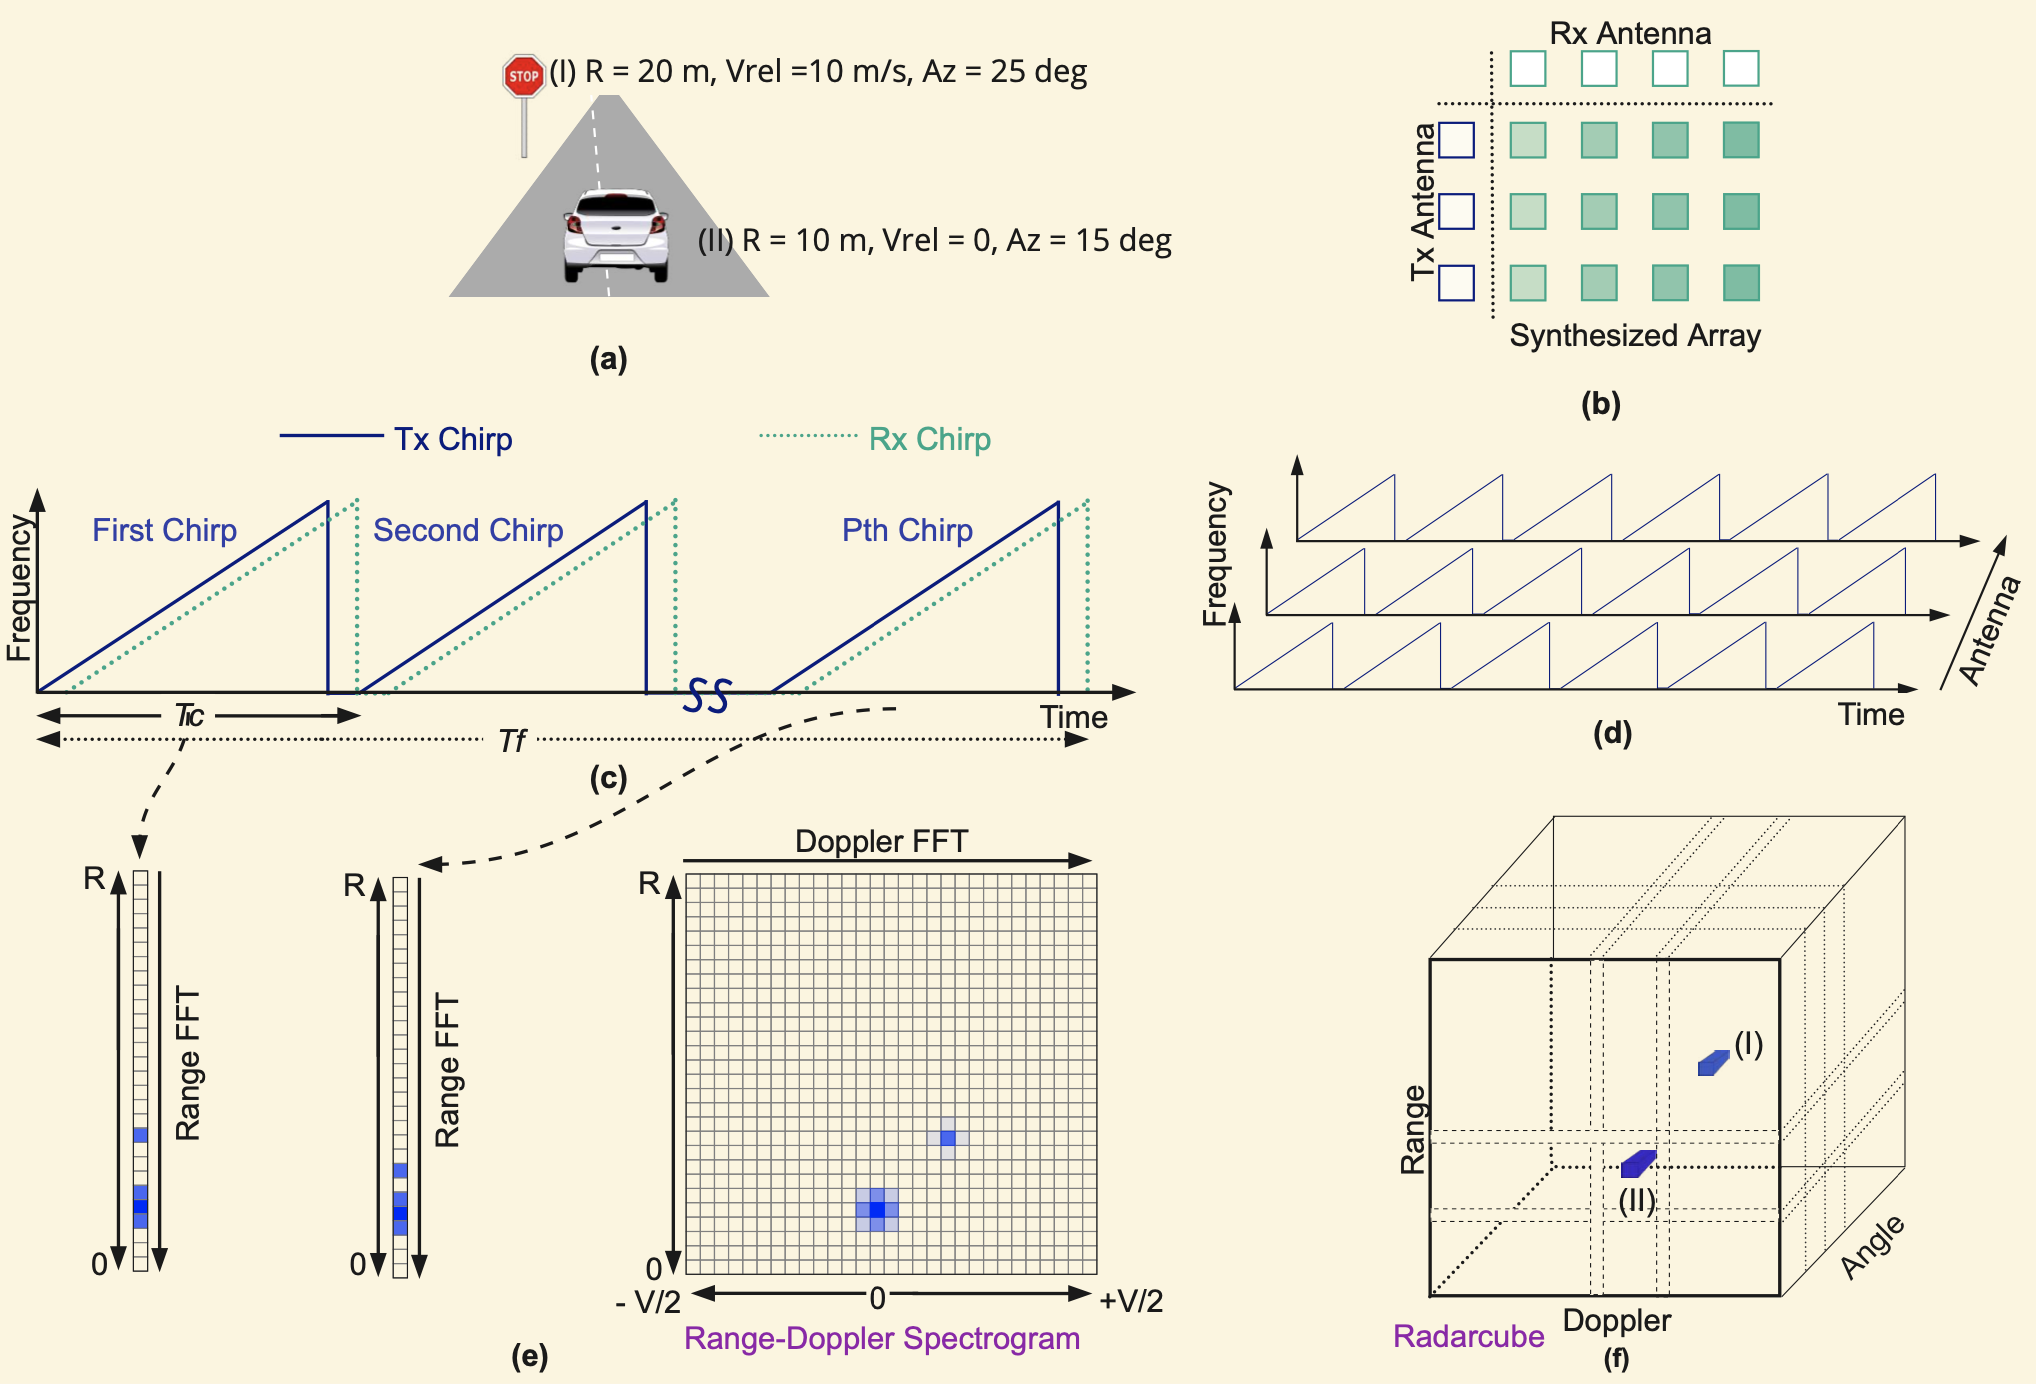 STOP
(I) R = 20 m, Vrel =10 m/s, Az = 25 deg
(II) R = 10 m, Vrel = 0, Az = 15 deg
(a)
Rx Antenna
Tx Antenna
Synthesized Array
(b)
Tx Chirp
Rx Chirp
Frequency
First Chirp
Second Chirp
Pth Chirp
Tc
Time
Tf
(c)
Frequency
Antenna
Time
(d)
R
Range FFT
0
R
Range FFT
0
Doppler FFT
R
0
- V/2
0
+V/2
Range-Doppler Spectrogram
(e)
(I)
(II)
Range
Angle
Doppler
Radarcube
(f)